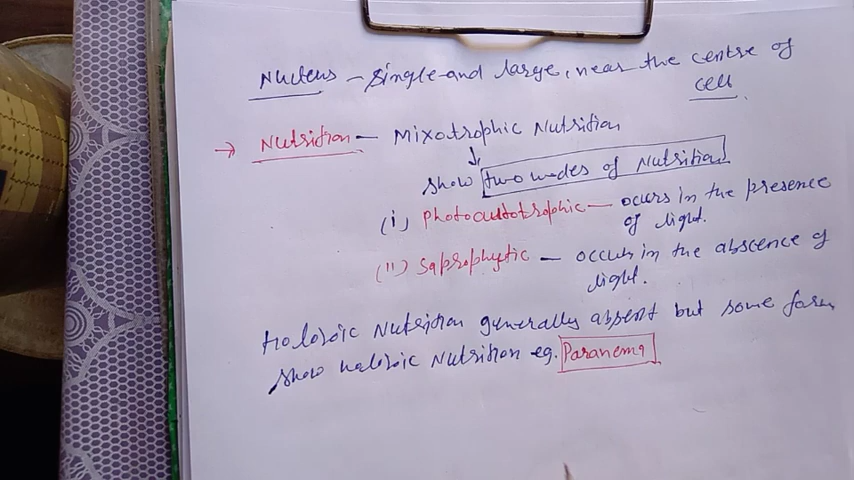 Nucleus - Single and large, near the centre of
cell
→ Nutrition - Mixotrophic Nutrition
↓
show two modes of Nutrition
(i) Photoautotrophic - occurs in the presence
of light.
(ii) Saprophytic - occurs in the abscence of
light.
Holozoic Nutrition generally absent but some form
show holozoic Nutrition eg. Paranema